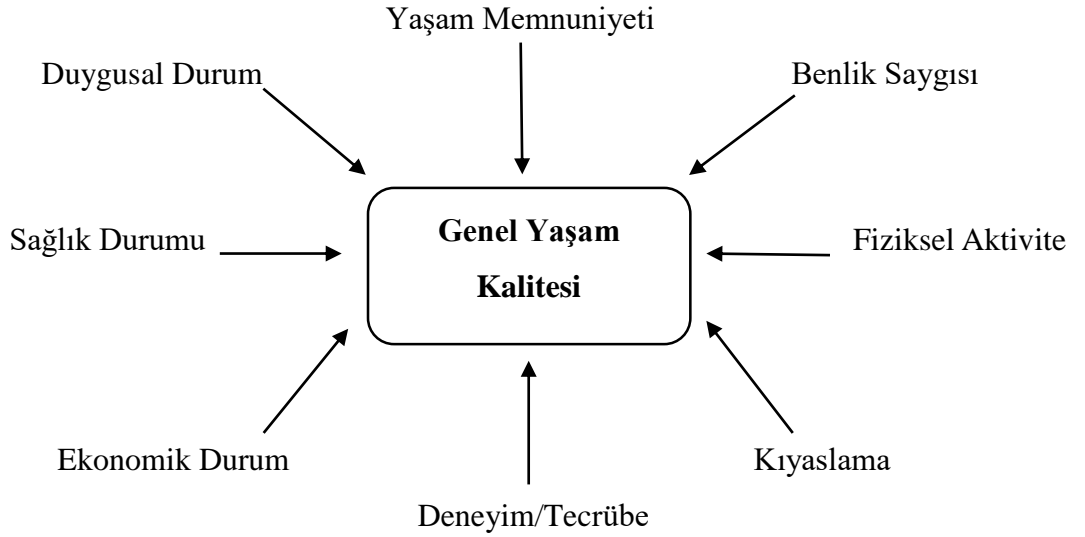 Yaşam Memnuniyeti
Duygusal Durum
Benlik Saygısı
Genel Yaşam
Kalitesi
Sağlık Durumu
Fiziksel Aktivite
Ekonomik Durum
Kıyaslama
Deneyim/Tecrübe